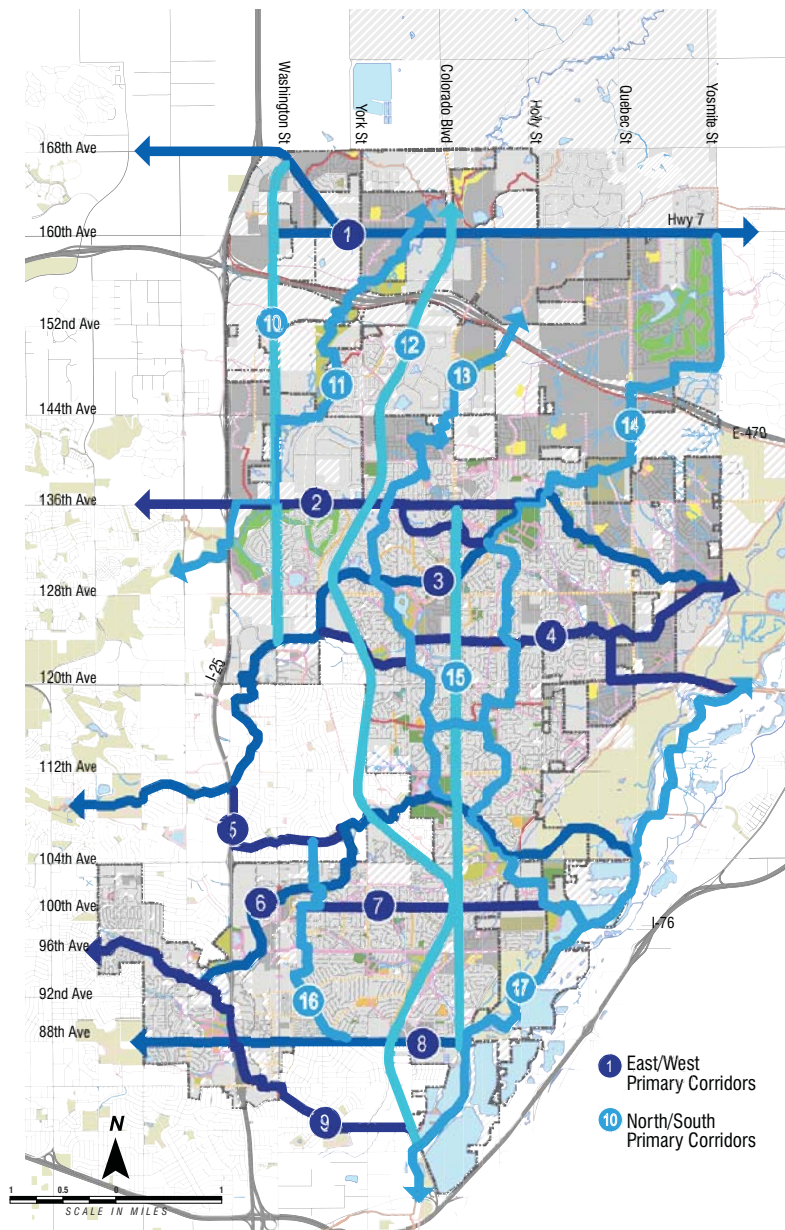 Washington St
York St
Colorado Blvd
Holly St
Quebec St
Yosmite St
168th Ave
160th Ave
Hwy 7
1
152nd Ave
10
12
11
13
144th Ave
14
E-470
136th Ave
2
128th Ave
3
4
I-25
120th Ave
15
112th Ave
5
104th Ave
6
7
100th Ave
I-76
96th Ave
92nd Ave
16
17
88th Ave
8
9
1 East/West
Primary Corridors
10 North/South
Primary Corridors
N
1 0.5 0 1
SCALE IN MILES